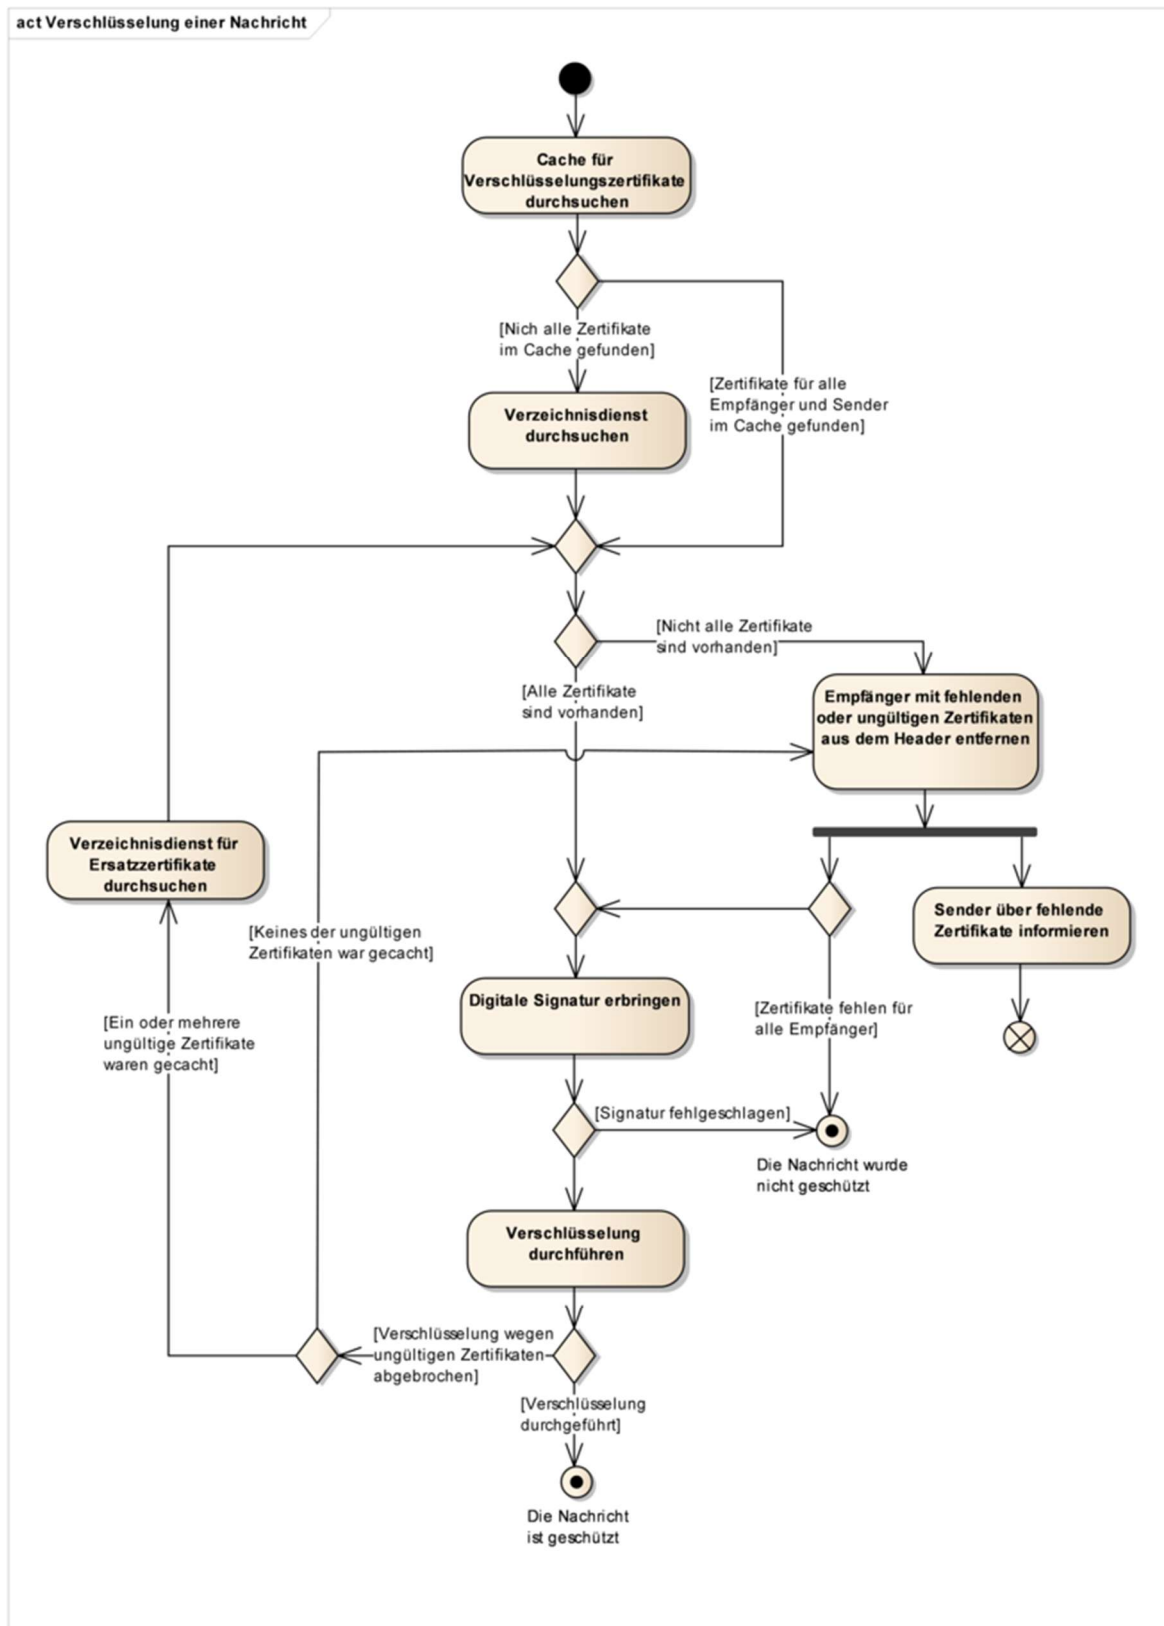 act Verschlüsselung einer Nachricht
Cache für
Verschlüsselungszertifikate
durchsuchen
[Nich alle Zertifikate
im Cache gefunden]
[Zertifikate für alle
Empfänger und Sender
im Cache gefunden]
Verzeichnisdienst
durchsuchen
[Nicht alle Zertifikate
sind vorhanden]
[Alle Zertifikate
sind vorhanden]
Empfänger mit fehlenden
oder ungültigen Zertifikaten
aus dem Header entfernen
Verzeichnisdienst für
Ersatzzertifikate
durchsuchen
[Keines der ungültigen
Zertifikaten war gecacht]
Sender über fehlende
Zertifikate informieren
Digitale Signatur erbringen
[Zertifikate fehlen für
alle Empfänger]
[Ein oder mehrere
ungültige Zertifikate
waren gecacht]
[Signatur fehlgeschlagen]
Die Nachricht wurde
nicht geschützt
Verschlüsselung
durchführen
[Verschlüsselung wegen
ungültigen Zertifikaten
abgebrochen]
[Verschlüsselung
durchgeführt]
Die Nachricht
ist geschützt